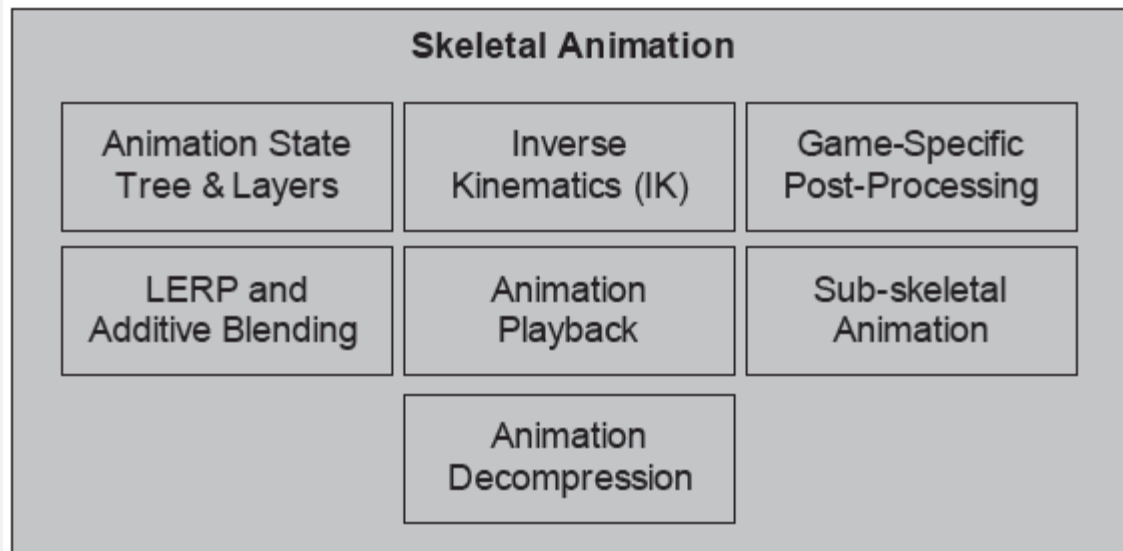 Skeletal Animation
Animation State
Tree & Layers
Inverse
Kinematics (IK)
Game-Specific
Post-Processing
LERP and
Additive Blending
Animation
Playback
Sub-skeletal
Animation
Animation
Decompression